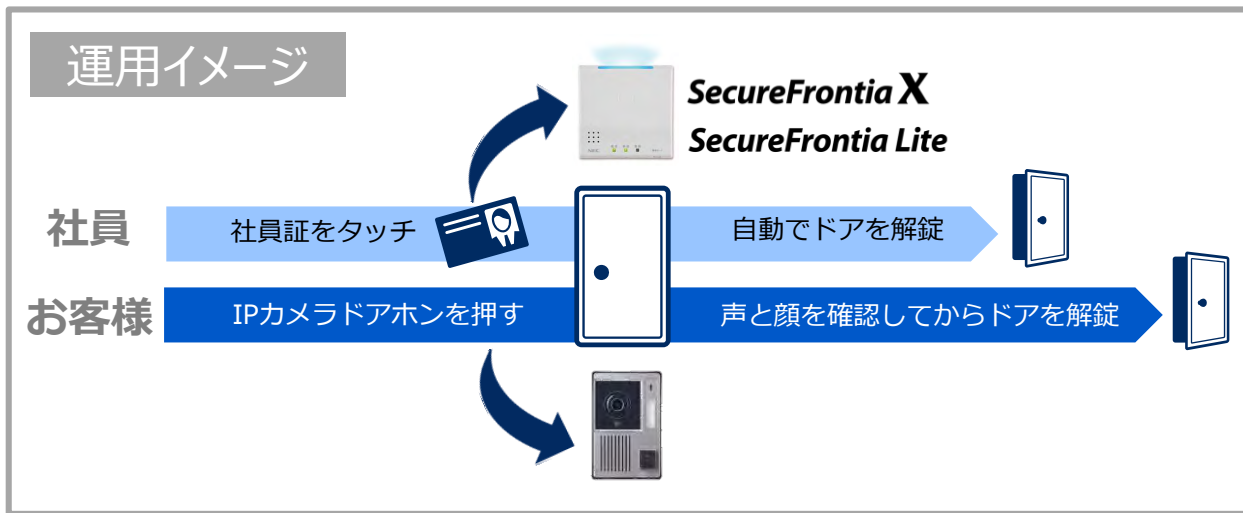 運用イメージ
SecureFrontia X
SecureFrontia Lite
社員
社員証をタッチ
自動でドアを解錠
お客様
IPカメラドアホンを押す
声と顔を確認してからドアを解錠